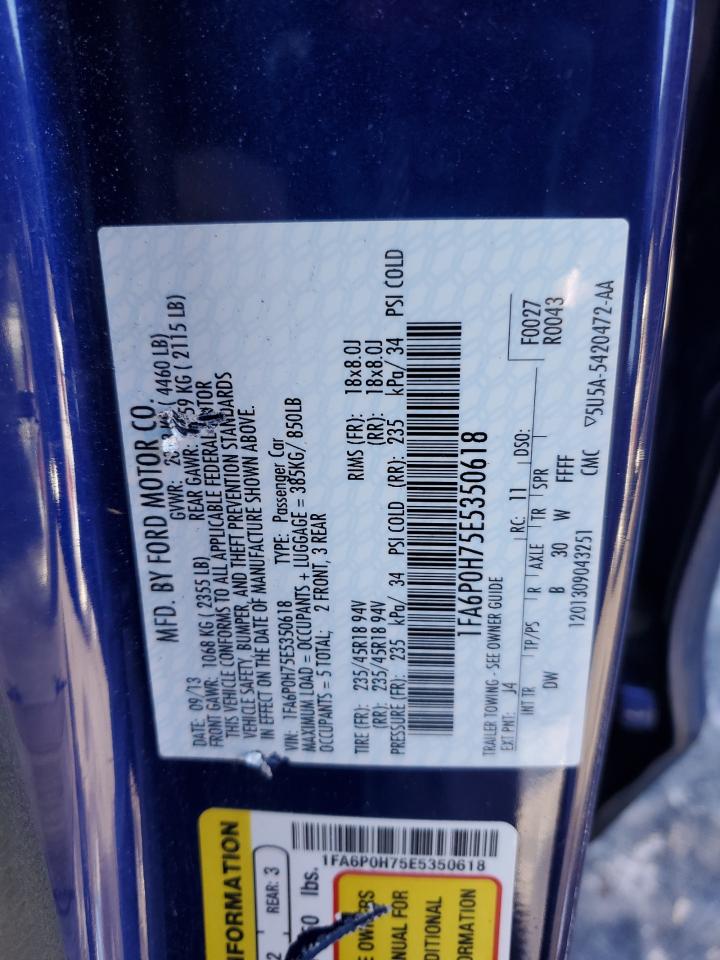 MFD. BY FORD MOTOR CO.
DATE: 09/13 GVWR: 4460 LB)
FRONT GAWR: 1068 KG ( 2355 LB) REAR GAWR: 59 KG ( 2115 LB)
THIS VEHICLE CONFORMS TO ALL APPLICABLE FEDERAL MOTOR
VEHICLE SAFETY, BUMPER, AND THEFT PREVENTION STANDARDS
IN EFFECT ON THE DATE OF MANUFACTURE SHOWN ABOVE.
VIN: 1FA6P0H75E5350618 TYPE: Passenger Car
MAXIMUM LOAD = OCCUPANTS + LUGGAGE = 385KG/ 850LB
OCCUPANTS = 5 TOTAL; 2 FRONT, 3 REAR
TIRE (FR): 235/45R18 94V RIMS (FR): 18x8.0J
(RR): 235/45R18 94V (RR): 18x8.0J
PRESSURE (FR): 235 kPa/ 34 PSI COLD (RR): 235 kPa/ 34 PSI COLD
1FA6P0H75E5350618
TRAILER TOWING - SEE OWNER GUIDE
EXT PNT: J4 RC: 11 DSO: F0027
R0043
INT TR TP/PS R AXLE TR SPR
DW B 30 W FFFF
1201309043251 CMC ▽5U5A-5420472-AA
1FA6P0H75E5350618
FORMATION
2 REAR: 3
50 lbs.
OWNERS
MANUAL FOR
DITIONAL
ORMATION